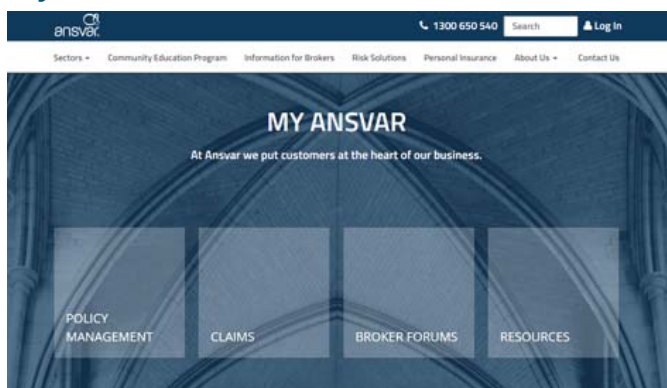 ansvar
1300 650 540 Search Log In
Sectors Community Education Program Information for Brokers Risk Solutions Personal Insurance About Us Contact Us
MY ANSVAR
At Ansvar we put customers at the heart of our business.
POLICY
MANAGEMENT CLAIMS BROKER FORUMS RESOURCES